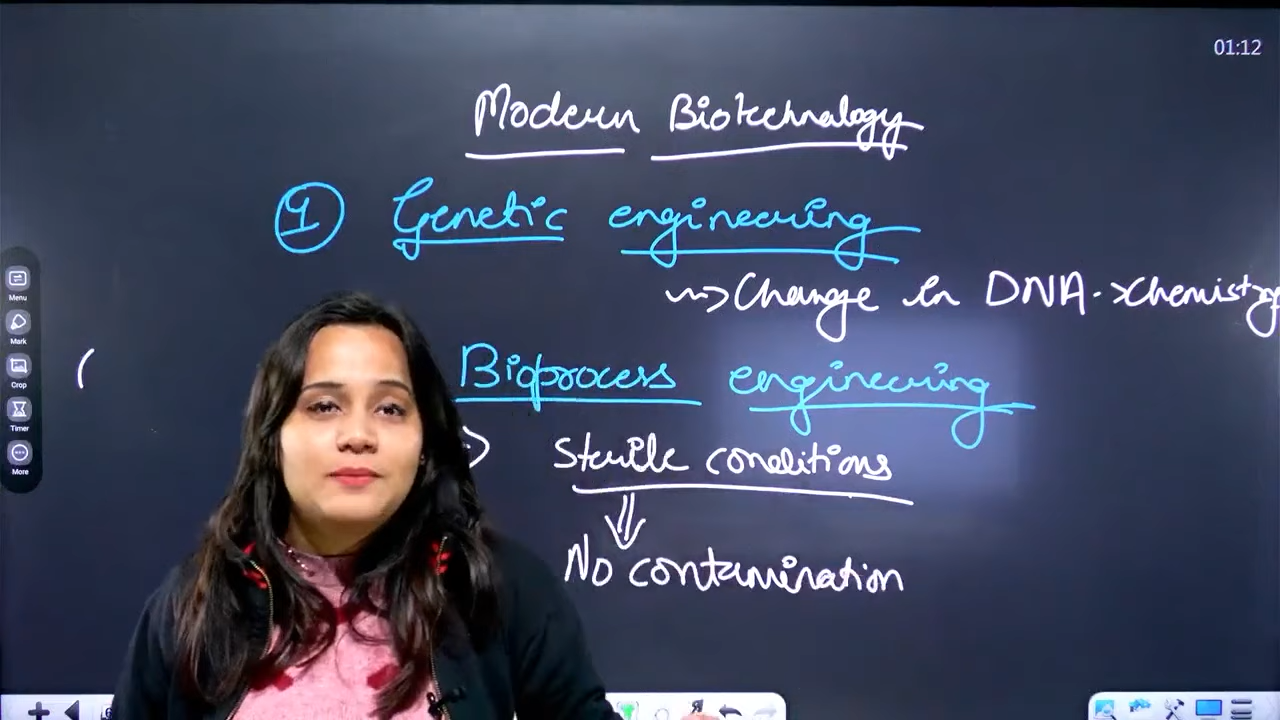 01:12
Modern Biotechnology
1 Genetic engineering
→ Change in DNA → Chemistry
Bioprocess engineering
Sterile conditions
No contamination
Menu
Mark
Crop
Timer
More